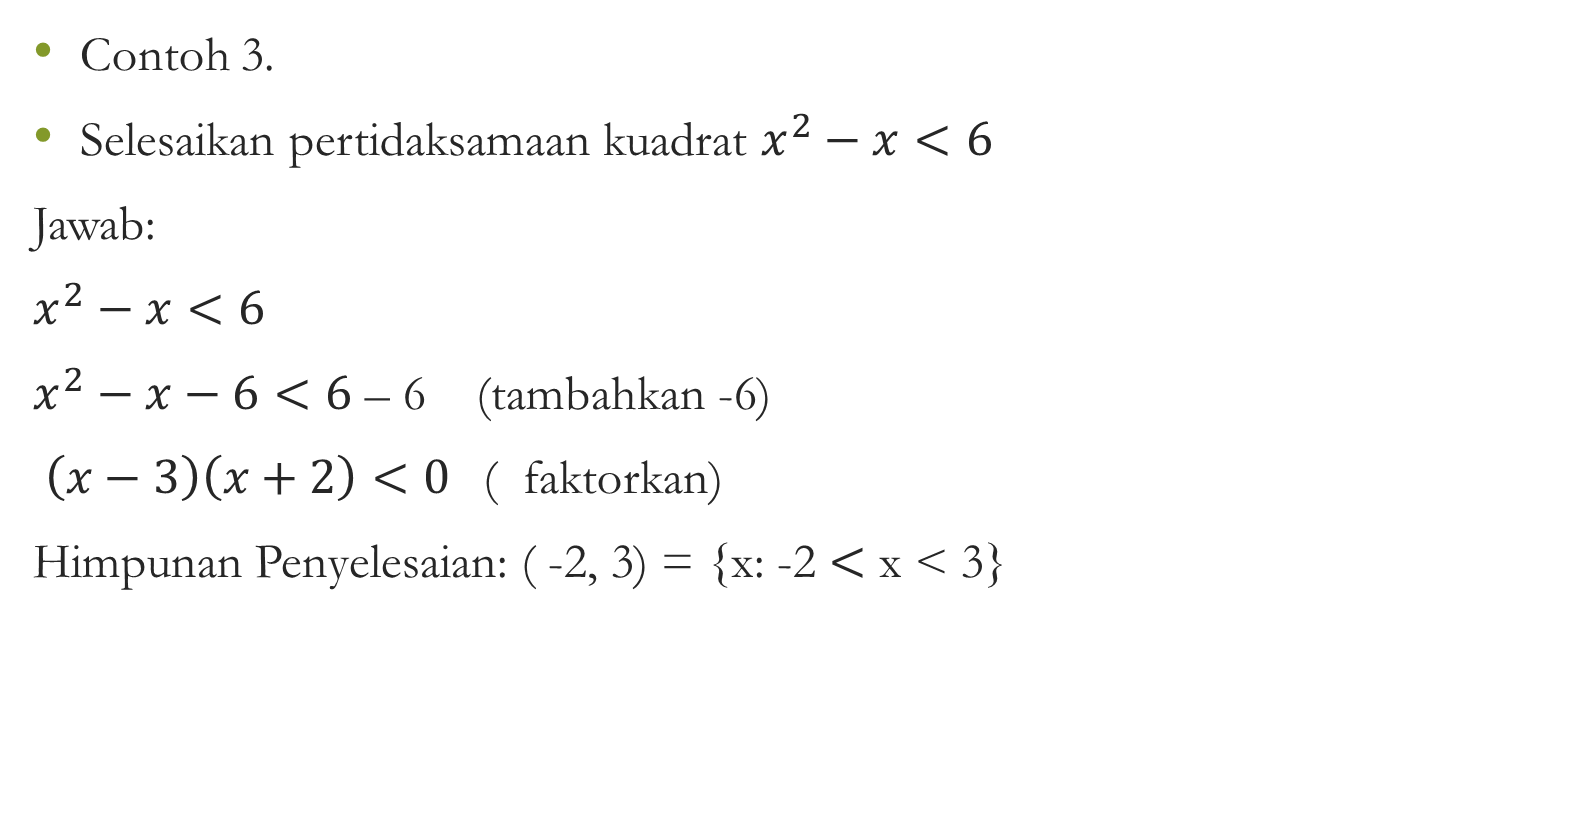 • Contoh 3.
• Selesaikan pertidaksamaan kuadrat 𝑥² − 𝑥 < 6
Jawab:
𝑥² − 𝑥 < 6
𝑥² − 𝑥 − 6 < 6 – 6 (tambahkan -6)
(𝑥 − 3)(𝑥 + 2) < 0 ( faktorkan)
Himpunan Penyelesaian: ( -2, 3) = {x: -2 < x < 3}